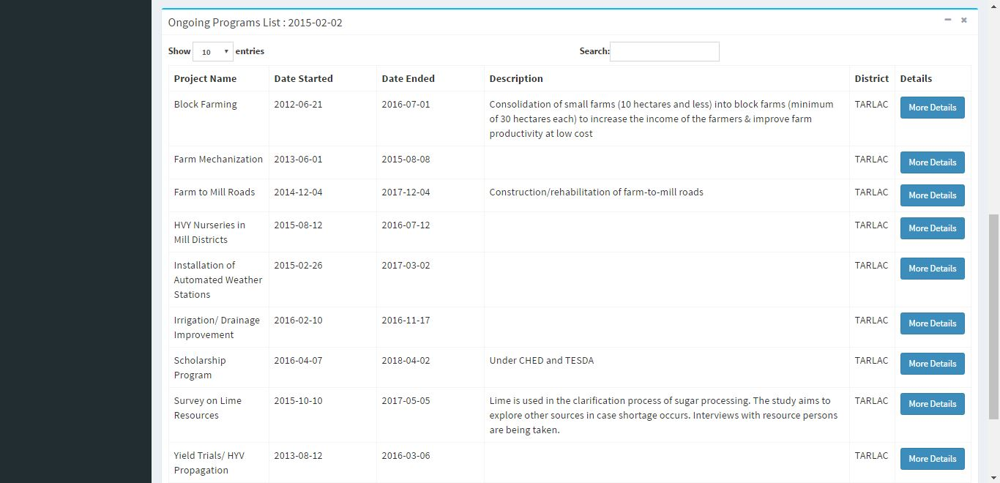 Ongoing Programs List : 2015-02-02
Show 10 entries Search:
Project Name Date Started Date Ended Description District Details
Block Farming 2012-06-21 2016-07-01 Consolidation of small farms (10 hectares and less) into block farms (minimum TARLAC More Details
of 30 hectares each) to increase the income of the farmers & improve farm
productivity at low cost
Farm Mechanization 2013-06-01 2015-08-08 TARLAC More Details
Farm to Mill Roads 2014-12-04 2017-12-04 Construction/rehabilitation of farm-to-mill roads TARLAC More Details
HVY Nurseries in 2015-08-12 2016-07-12 TARLAC More Details
Mill Districts
Installation of 2015-02-26 2017-03-02 TARLAC More Details
Automated Weather
Stations
Irrigation/ Drainage 2016-02-10 2016-11-17 TARLAC More Details
Improvement
Scholarship 2016-04-07 2018-04-02 Under CHED and TESDA TARLAC More Details
Program
Survey on Lime 2015-10-10 2017-05-05 Lime is used in the clarification process of sugar processing. The study aims to TARLAC More Details
Resources explore other sources in case shortage occurs. Interviews with resource persons
are being taken.
Yield Trials/ HYV 2013-08-12 2016-03-06 TARLAC More Details
Propagation